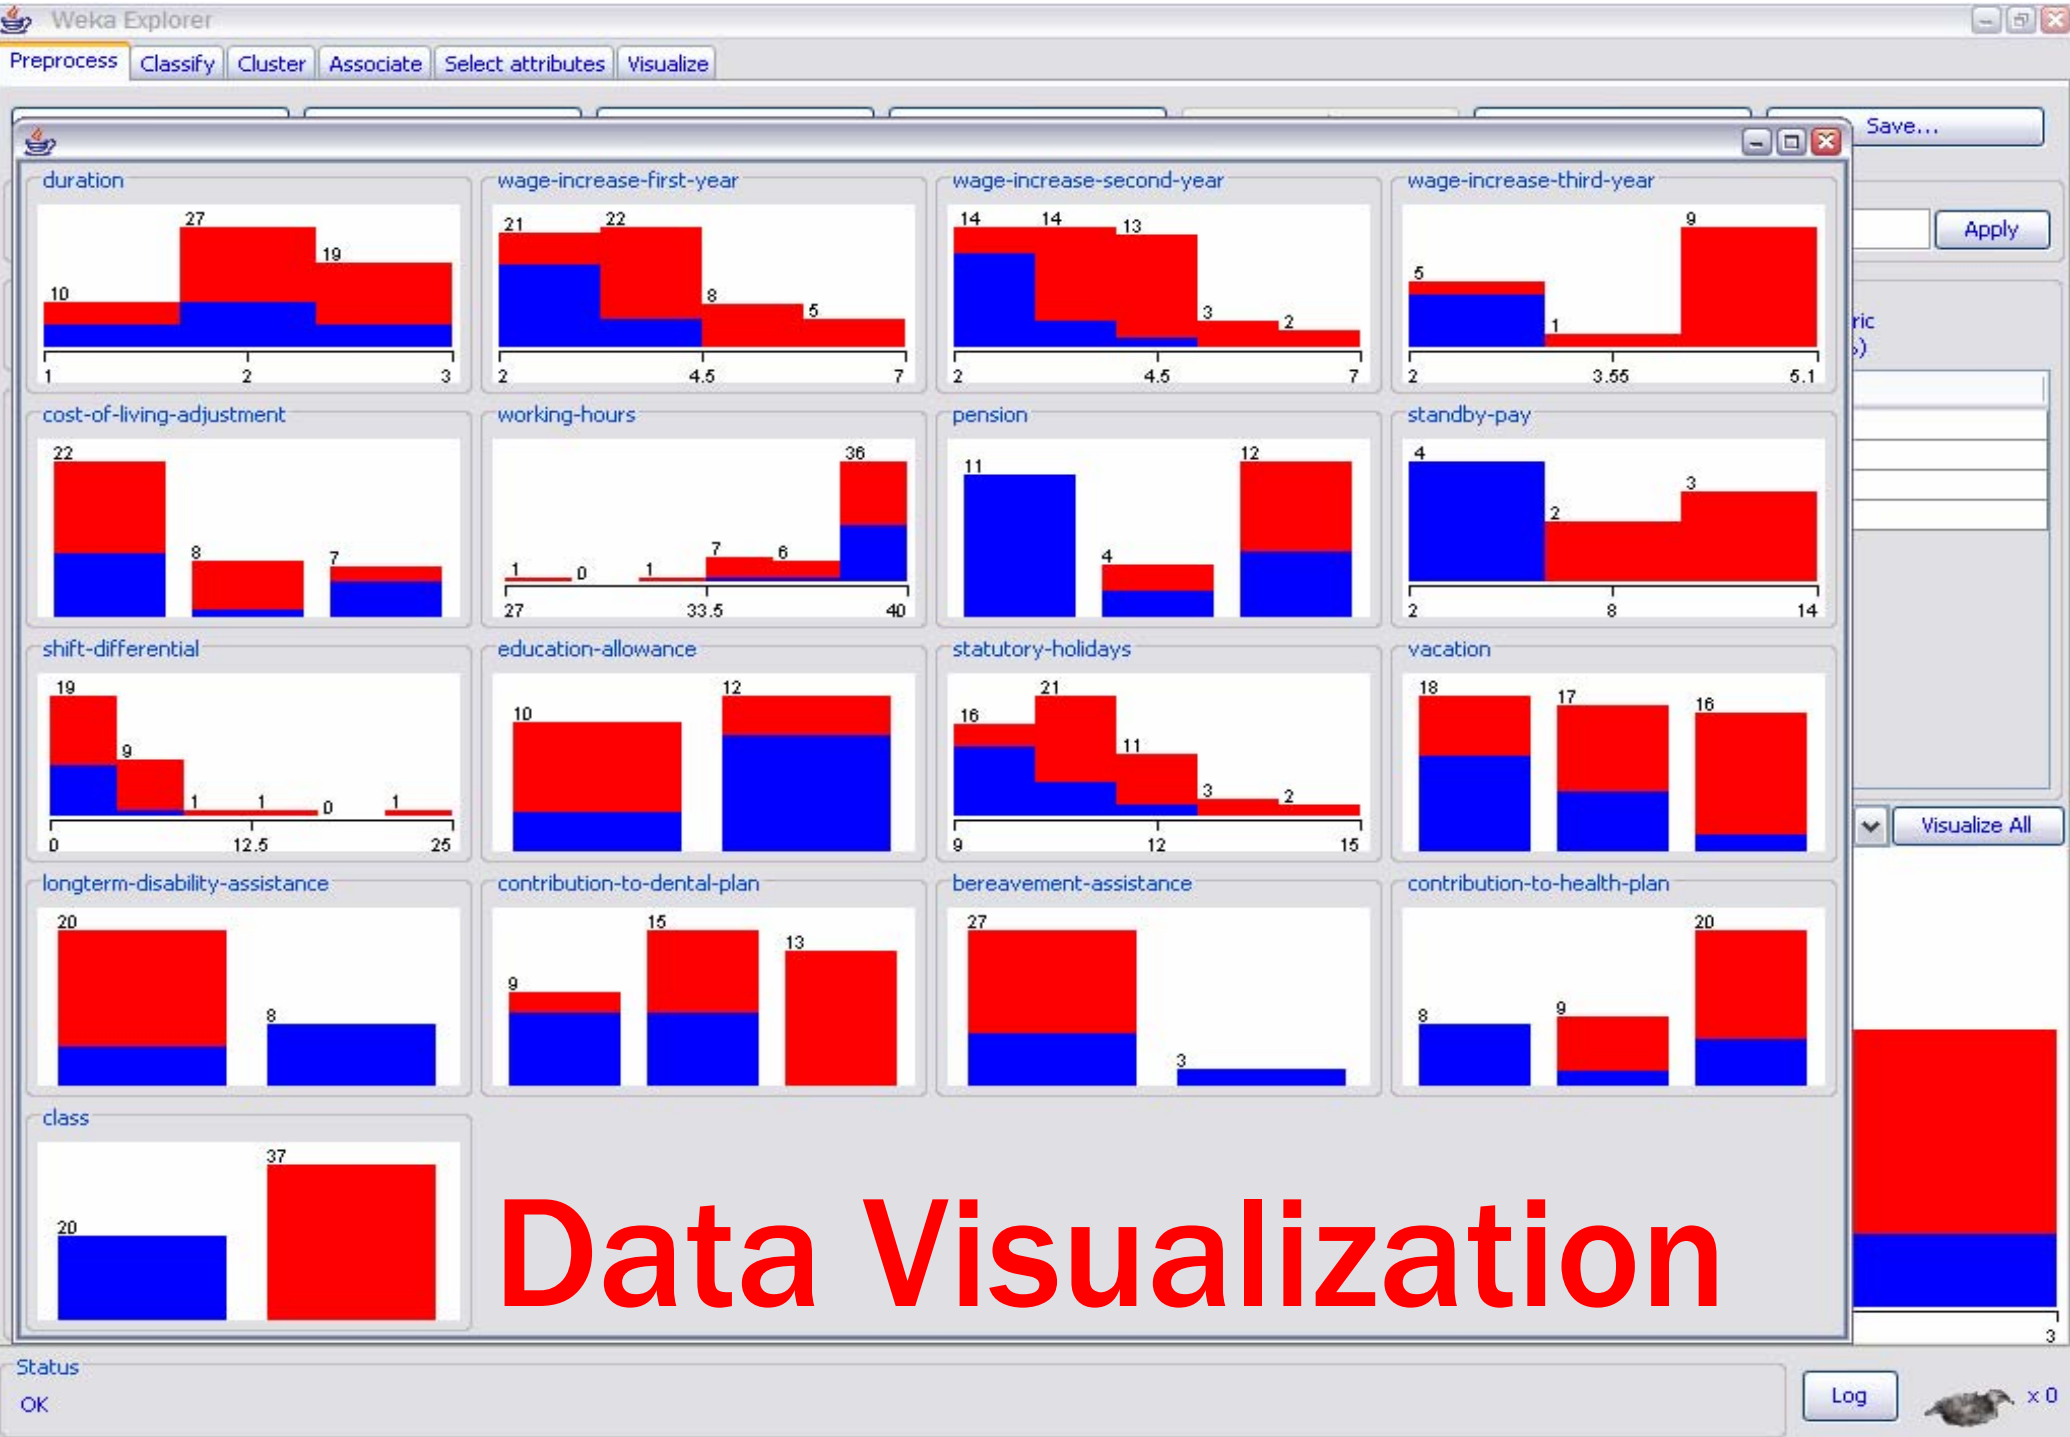 Weka Explorer
Preprocess Classify Cluster Associate Select attributes Visualize
Save...
Apply
duration
27
19
10
1 2 3
wage-increase-first-year
21 22
8
5
2 4.5 7
wage-increase-second-year
14 14 13
3 2
2 4.5 7
wage-increase-third-year
9
5
1
2 3.55 5.1
cost-of-living-adjustment
22
8 7
working-hours
36
7 6
1 0 1
27 33.5 40
pension
11 12
4
standby-pay
4
3
2
2 8 14
shift-differential
19
9
1 1 0 1
0 12.5 25
education-allowance
12
10
statutory-holidays
21
16
11
3 2
9 12 15
vacation
18 17 16
Visualize All
longterm-disability-assistance
20
8
contribution-to-dental-plan
15
13
9
bereavement-assistance
27
3
contribution-to-health-plan
20
8 9
class
37
20
Data Visualization
3
Status
OK
Log
x 0